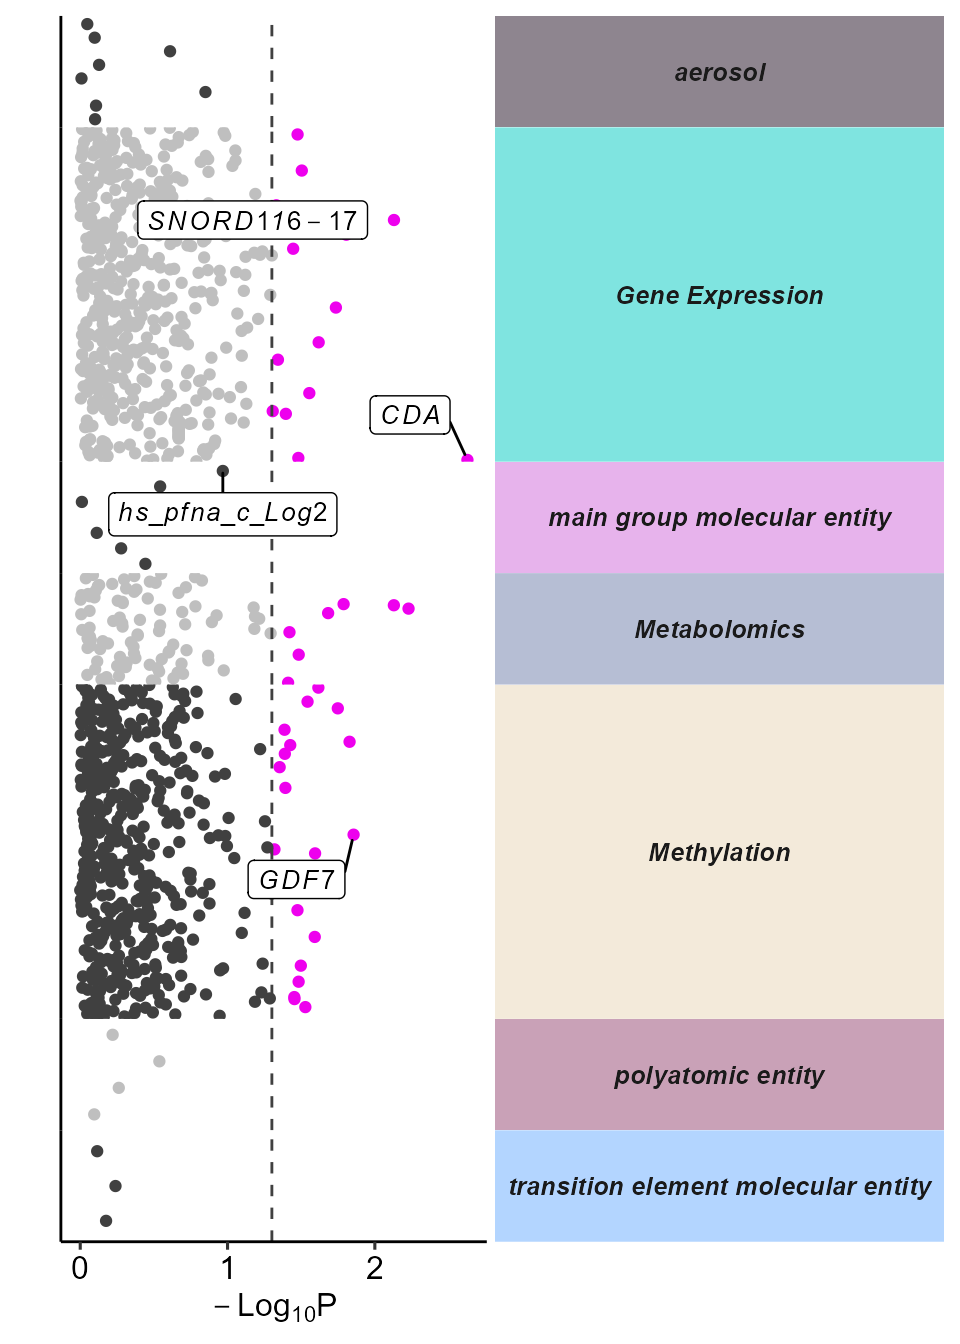 aerosol
SNORD116 – 17
Gene Expression
CDA
hs_pfna_c_Log2
main group molecular entity
Metabolomics
Methylation
GDF7
polyatomic entity
transition element molecular entity
0 1 2
– Log₁₀P